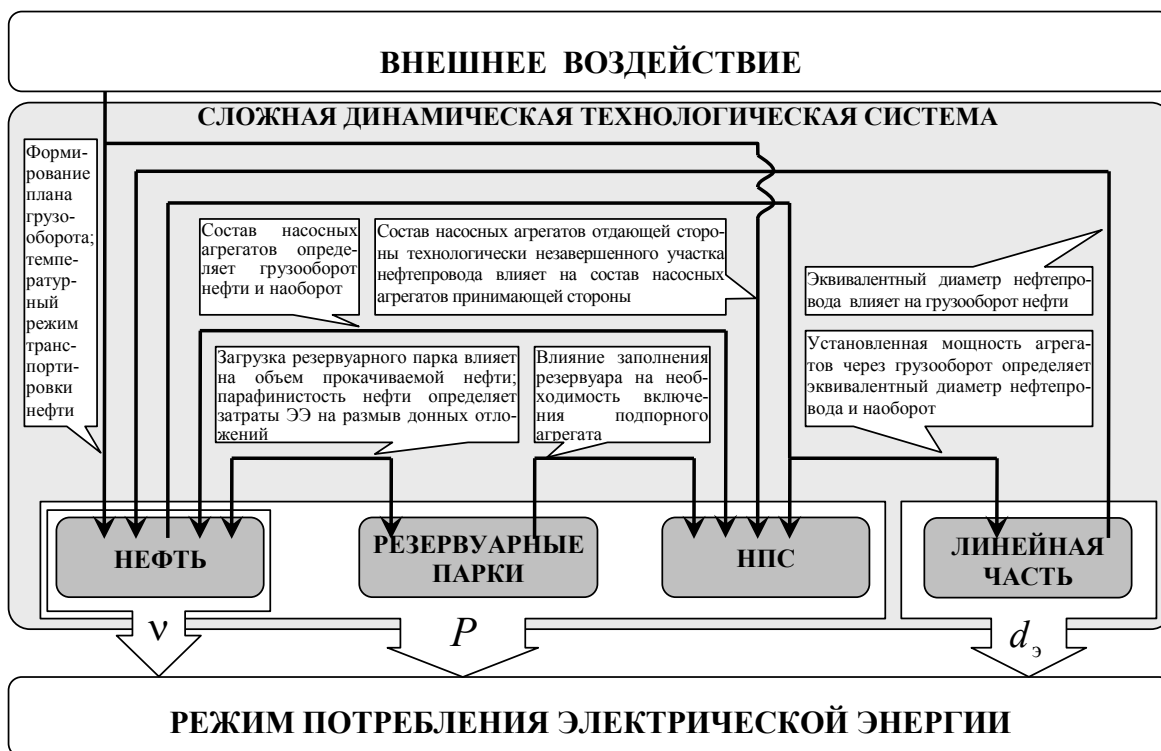 ВНЕШНЕЕ ВОЗДЕЙСТВИЕ
СЛОЖНАЯ ДИНАМИЧЕСКАЯ ТЕХНОЛОГИЧЕСКАЯ СИСТЕМА
Форми-
рование
плана
грузо-
оборота;
темпе-
ратур-
ный
режим
транс-
порти-
ровки
нефти
Состав насосных
агрегатов опреде-
ляет грузооборот
нефти и наоборот
Состав насосных агрегатов отдающей сторо-
ны технологически незавершенного участка
нефтепровода влияет на состав насосных
агрегатов принимающей стороны
Эквивалентный диаметр нефтепро-
вода влияет на грузооборот нефти
Загрузка резервуарного парка влияет
на объем прокачиваемой нефти;
парафинистость нефти определяет
затраты ЭЭ на размыв донных отло-
жений
Влияние заполнения
резервуара на необ-
ходимость включе-
ния подпорного
агрегата
Установленная мощность агрега-
тов через грузооборот определяет
эквивалентный диаметр нефтепро-
вода и наоборот
НЕФТЬ
РЕЗЕРВУАРНЫЕ
ПАРКИ
НПС
ЛИНЕЙНАЯ
ЧАСТЬ
ν
P
dэ
РЕЖИМ ПОТРЕБЛЕНИЯ ЭЛЕКТРИЧЕСКОЙ ЭНЕРГИИ